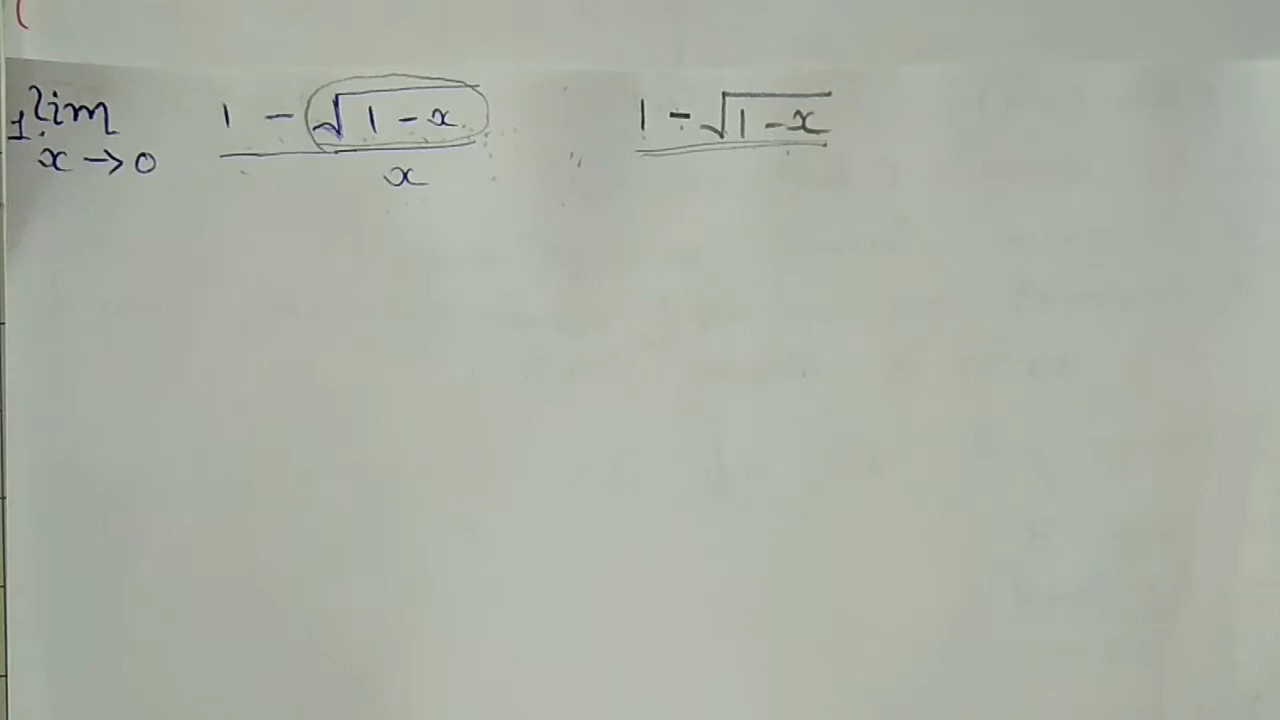 1. lim x→0 (1 - √(1-x))/x    1 - √(1-x)